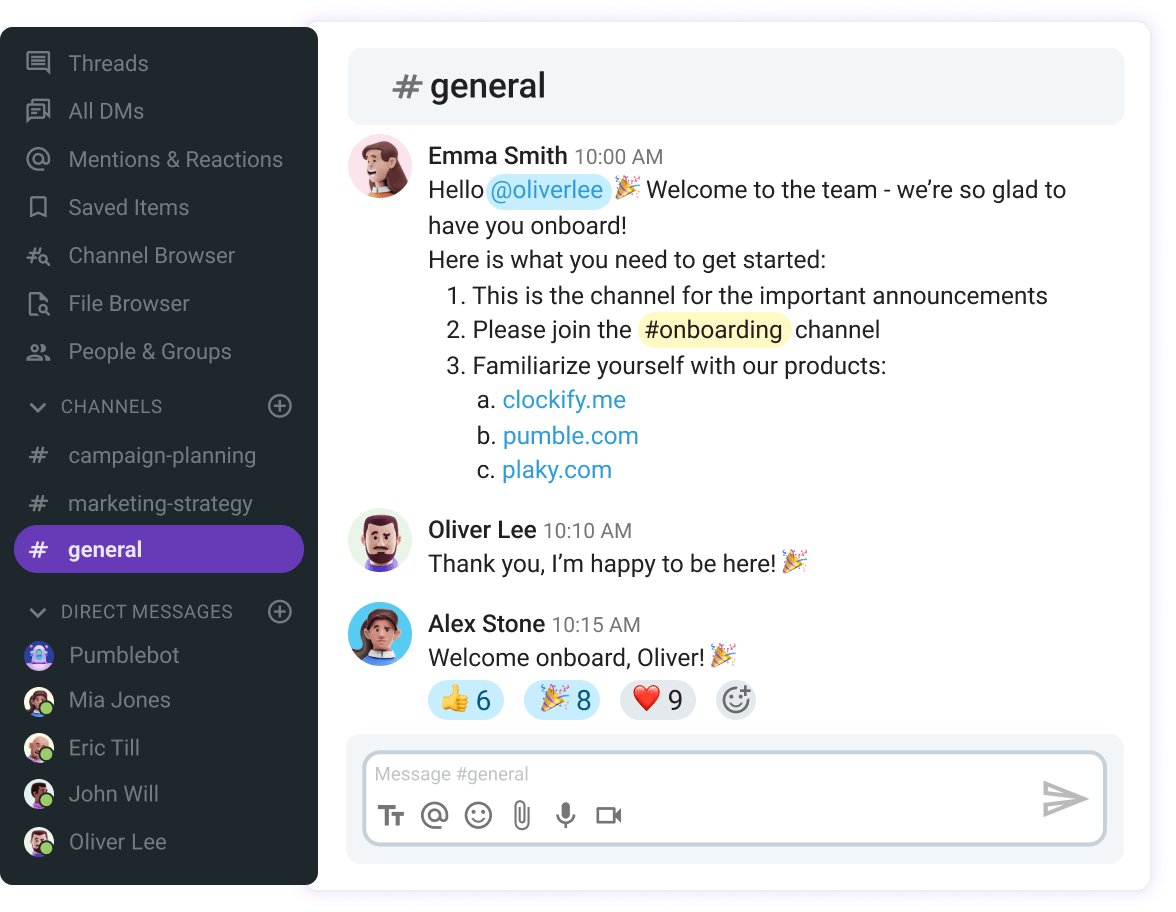 Threads
All DMs
Mentions & Reactions
Saved Items
Channel Browser
File Browser
People & Groups
CHANNELS
# campaign-planning
# marketing-strategy
# general
DIRECT MESSAGES
Pumblebot
Mia Jones
Eric Till
John Will
Oliver Lee
# general
Emma Smith 10:00 AM
Hello @oliverlee 🎉 Welcome to the team - we’re so glad to
have you onboard!
Here is what you need to get started:
1. This is the channel for the important announcements
2. Please join the #onboarding channel
3. Familiarize yourself with our products:
a. clockify.me
b. pumble.com
c. plaky.com
Oliver Lee 10:10 AM
Thank you, I’m happy to be here! 🎉
Alex Stone 10:15 AM
Welcome onboard, Oliver! 🎉
👍 6 🎉 8 ❤️ 9
Message #general
Tт